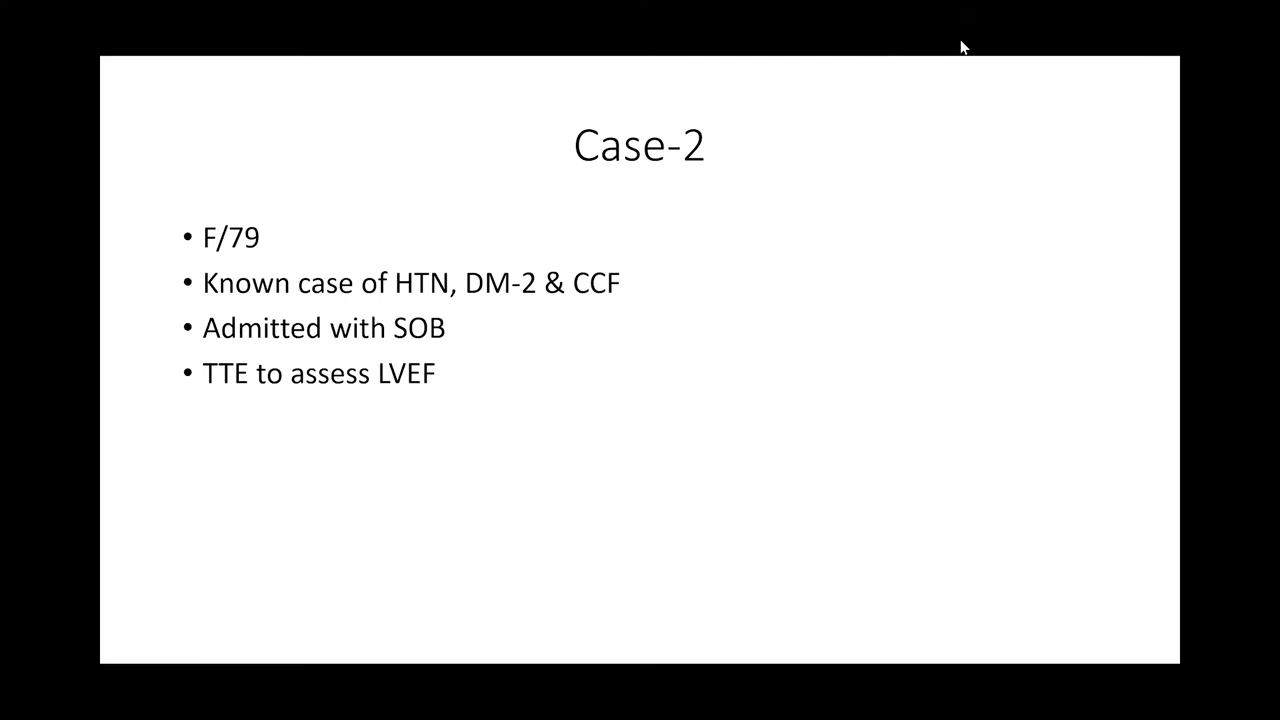 Case-2
• F/79
• Known case of HTN, DM-2 & CCF
• Admitted with SOB
• TTE to assess LVEF